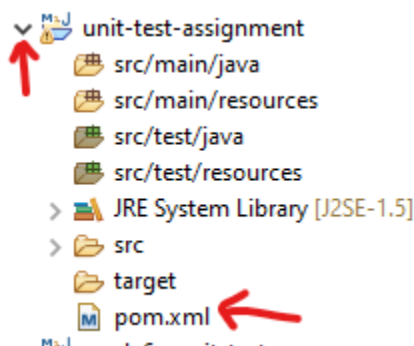 unit-test-assignment
src/main/java
src/main/resources
src/test/java
src/test/resources
JRE System Library [J2SE-1.5]
src
target
pom.xml